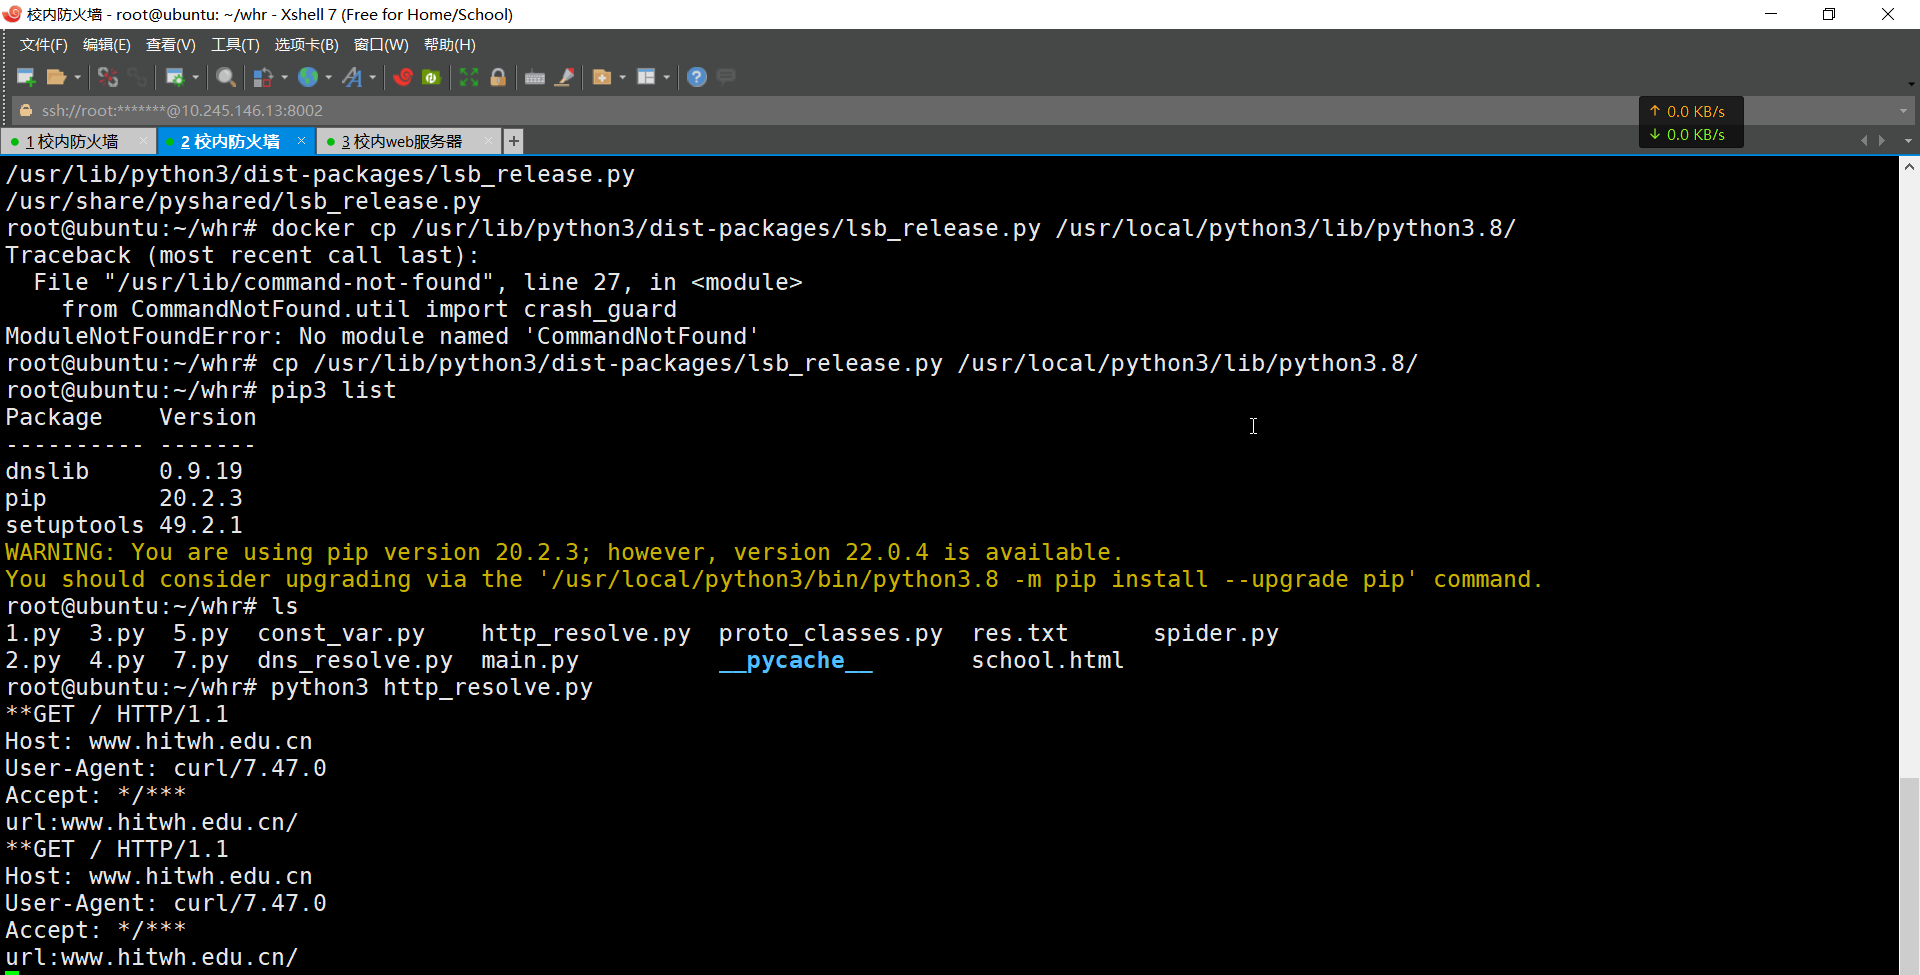 校内防火墙 - root@ubuntu: ~/whr - Xshell 7 (Free for Home/School)
文件(F) 编辑(E) 查看(V) 工具(T) 选项卡(B) 窗口(W) 帮助(H)
ssh://root:*******@10.245.146.13:8002
↑ 0.0 KB/s
↓ 0.0 KB/s
1 校内防火墙 × 2 校内防火墙 × 3 校内web服务器 × +
/usr/lib/python3/dist-packages/lsb_release.py
/usr/share/pyshared/lsb_release.py
root@ubuntu:~/whr# docker cp /usr/lib/python3/dist-packages/lsb_release.py /usr/local/python3/lib/python3.8/
Traceback (most recent call last):
  File "/usr/lib/command-not-found", line 27, in <module>
    from CommandNotFound.util import crash_guard
ModuleNotFoundError: No module named 'CommandNotFound'
root@ubuntu:~/whr# cp /usr/lib/python3/dist-packages/lsb_release.py /usr/local/python3/lib/python3.8/
root@ubuntu:~/whr# pip3 list
Package    Version
---------- -------
dnslib     0.9.19
pip        20.2.3
setuptools 49.2.1
WARNING: You are using pip version 20.2.3; however, version 22.0.4 is available.
You should consider upgrading via the '/usr/local/python3/bin/python3.8 -m pip install --upgrade pip' command.
root@ubuntu:~/whr# ls
1.py  3.py  5.py  const_var.py    http_resolve.py  proto_classes.py  res.txt      spider.py
2.py  4.py  7.py  dns_resolve.py  main.py          __pycache__       school.html
root@ubuntu:~/whr# python3 http_resolve.py
**GET / HTTP/1.1
Host: www.hitwh.edu.cn
User-Agent: curl/7.47.0
Accept: */***
url:www.hitwh.edu.cn/
**GET / HTTP/1.1
Host: www.hitwh.edu.cn
User-Agent: curl/7.47.0
Accept: */***
url:www.hitwh.edu.cn/